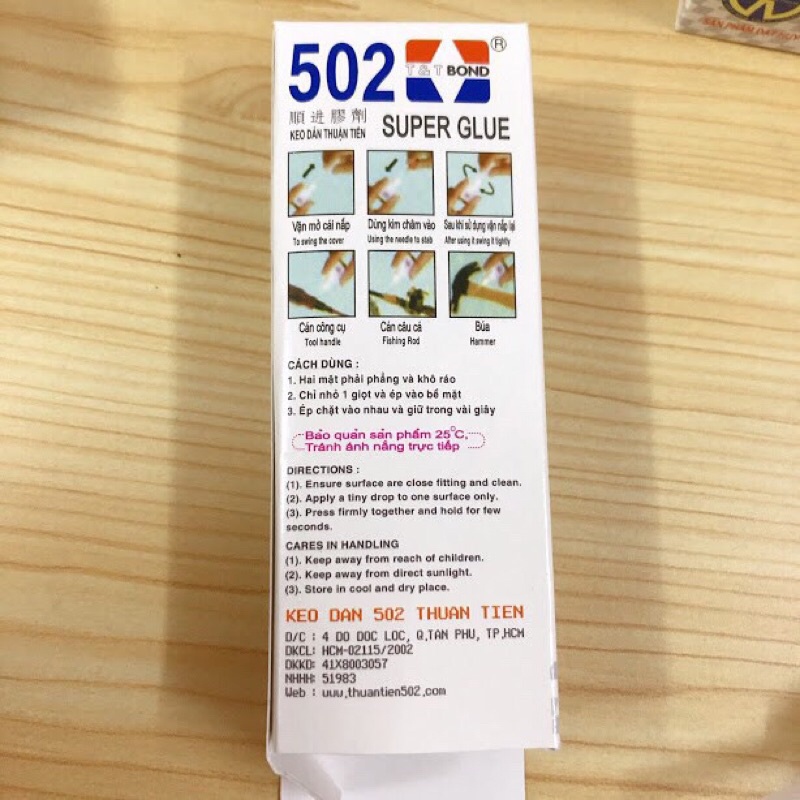 502
T & T BOND
®
順进膠劑
KEO DÁN THUẬN TIẾN
SUPER GLUE
Vặn mở cái nắp
To swing the cover
Dùng kim châm vào
Using the needle to stab
Sau khi sử dụng vặn nắp lại
After using it swing it tightly
Cán công cụ
Tool handle
Cần câu cá
Fishing Rod
Búa
Hammer
CÁCH DÙNG :
1. Hai mặt phải phẳng và khô ráo
2. Chỉ nhỏ 1 giọt và ép vào bề mặt
3. Ép chặt vào nhau và giữ trong vài giây
Bảo quản sản phẩm 25°C,
Tránh ánh nắng trực tiếp
DIRECTIONS :
(1). Ensure surface are close fitting and clean.
(2). Apply a tiny drop to one surface only.
(3). Press firmly together and hold for few
seconds.
CARES IN HANDLING
(1). Keep away from reach of children.
(2). Keep away from direct sunlight.
(3). Store in cool and dry place.
KEO DAN 502 THUAN TIEN
D/C : 4 DO DOC LOC, Q.TAN PHU, TP.HCM
DKCL: HCM-02115/2002
DKKD: 41X8003057
NHHH: 51983
Web : www.thuantien502.com
SẢN PHẨM ĐẠT HUY